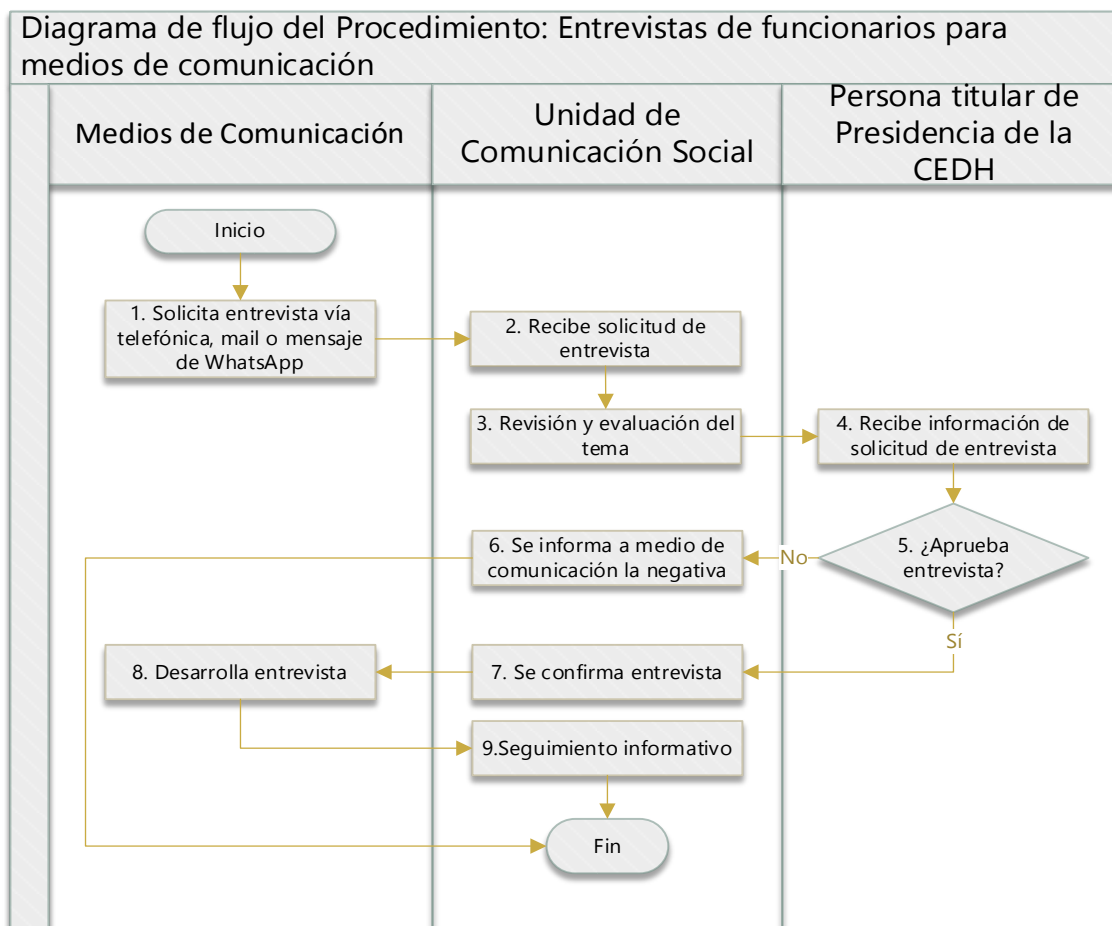 Diagrama de flujo del Procedimiento: Entrevistas de funcionarios para
medios de comunicación
Medios de Comunicación
Unidad de
Comunicación Social
Persona titular de
Presidencia de la
CEDH
Inicio
1. Solicita entrevista vía
telefónica, mail o mensaje
de WhatsApp
2. Recibe solicitud de
entrevista
3. Revisión y evaluación del
tema
4. Recibe información de
solicitud de entrevista
5. ¿Aprueba
entrevista?
No
6. Se informa a medio de
comunicación la negativa
Sí
7. Se confirma entrevista
8. Desarrolla entrevista
9.Seguimiento informativo
Fin